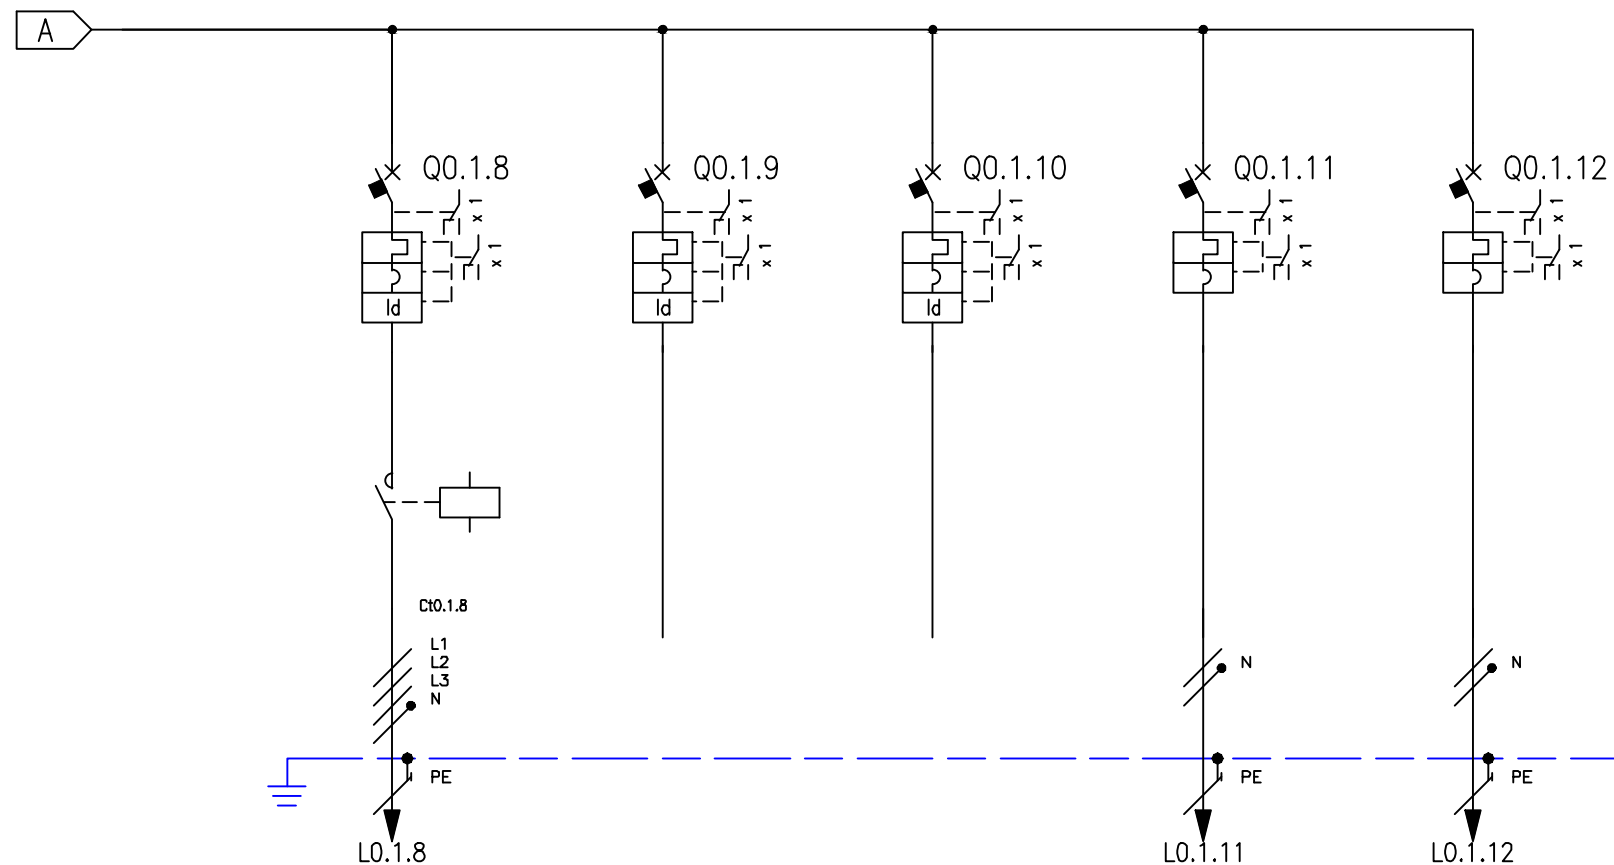 A
Q0.1.8
Q0.1.9
Q0.1.10
Q0.1.11
Q0.1.12
x 1
x 1
x 1
x 1
x 1
x 1
x 1
x 1
x 1
x 1
Id
Id
Id
Ct0.1.8
L1
L2
L3
N
N
N
PE
PE
PE
L0.1.8
L0.1.11
L0.1.12